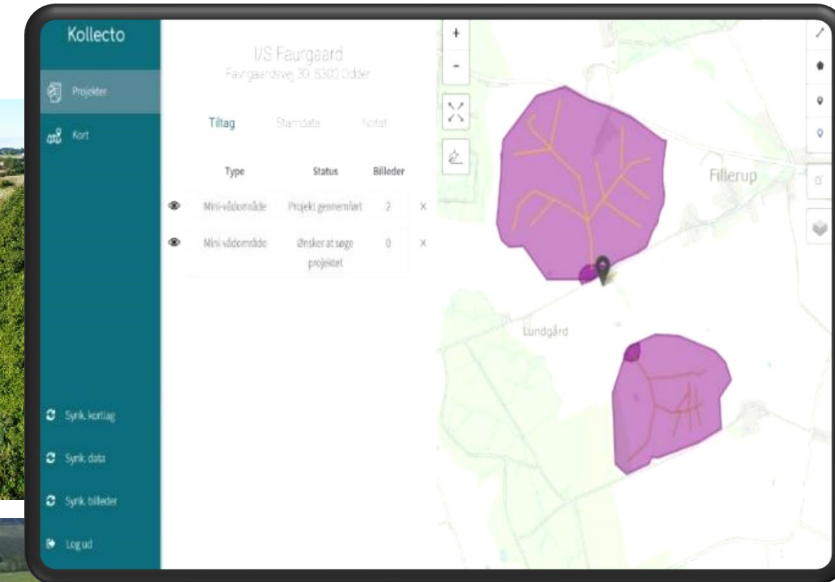 Kollecto
Projekter
Kort
Synk. kortlag
Synk. data
Synk. billeder
Log ud
I/S Faurgaard
Faurgaardsvej 30, 8300 Odder
Tiltag
Stamdata
Notat
Type
Status
Billeder
Mini-vådområde
Projekt gennemført
2
Mini-vådområde
Ønsker at søge
projektet
0
Fillerup
Lundgård